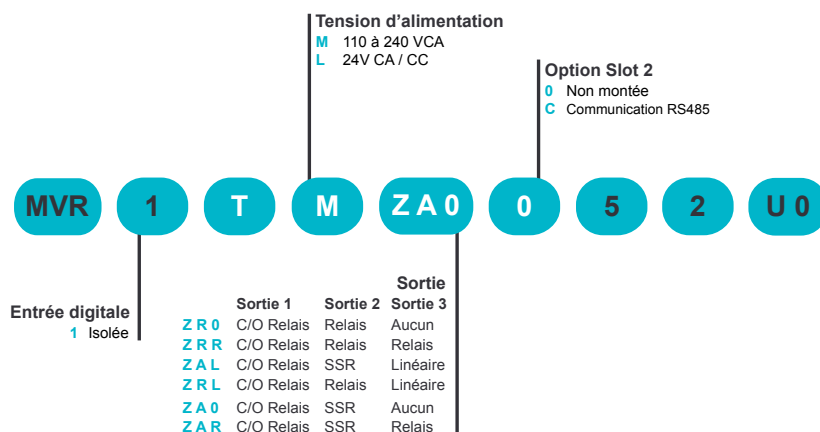 Tension d’alimentation
M 110 à 240 VCA
L 24V CA / CC
Option Slot 2
0 Non montée
C Communication RS485
MVR 1 T M Z A 0 0 5 2 U 0
Entrée digitale
1 Isolée
Sortie
Sortie 1 Sortie 2 Sortie 3
Z R 0 C/O Relais Relais Aucun
Z R R C/O Relais Relais Relais
Z A L C/O Relais SSR Linéaire
Z R L C/O Relais Relais Linéaire
Z A 0 C/O Relais SSR Aucun
Z A R C/O Relais SSR Relais